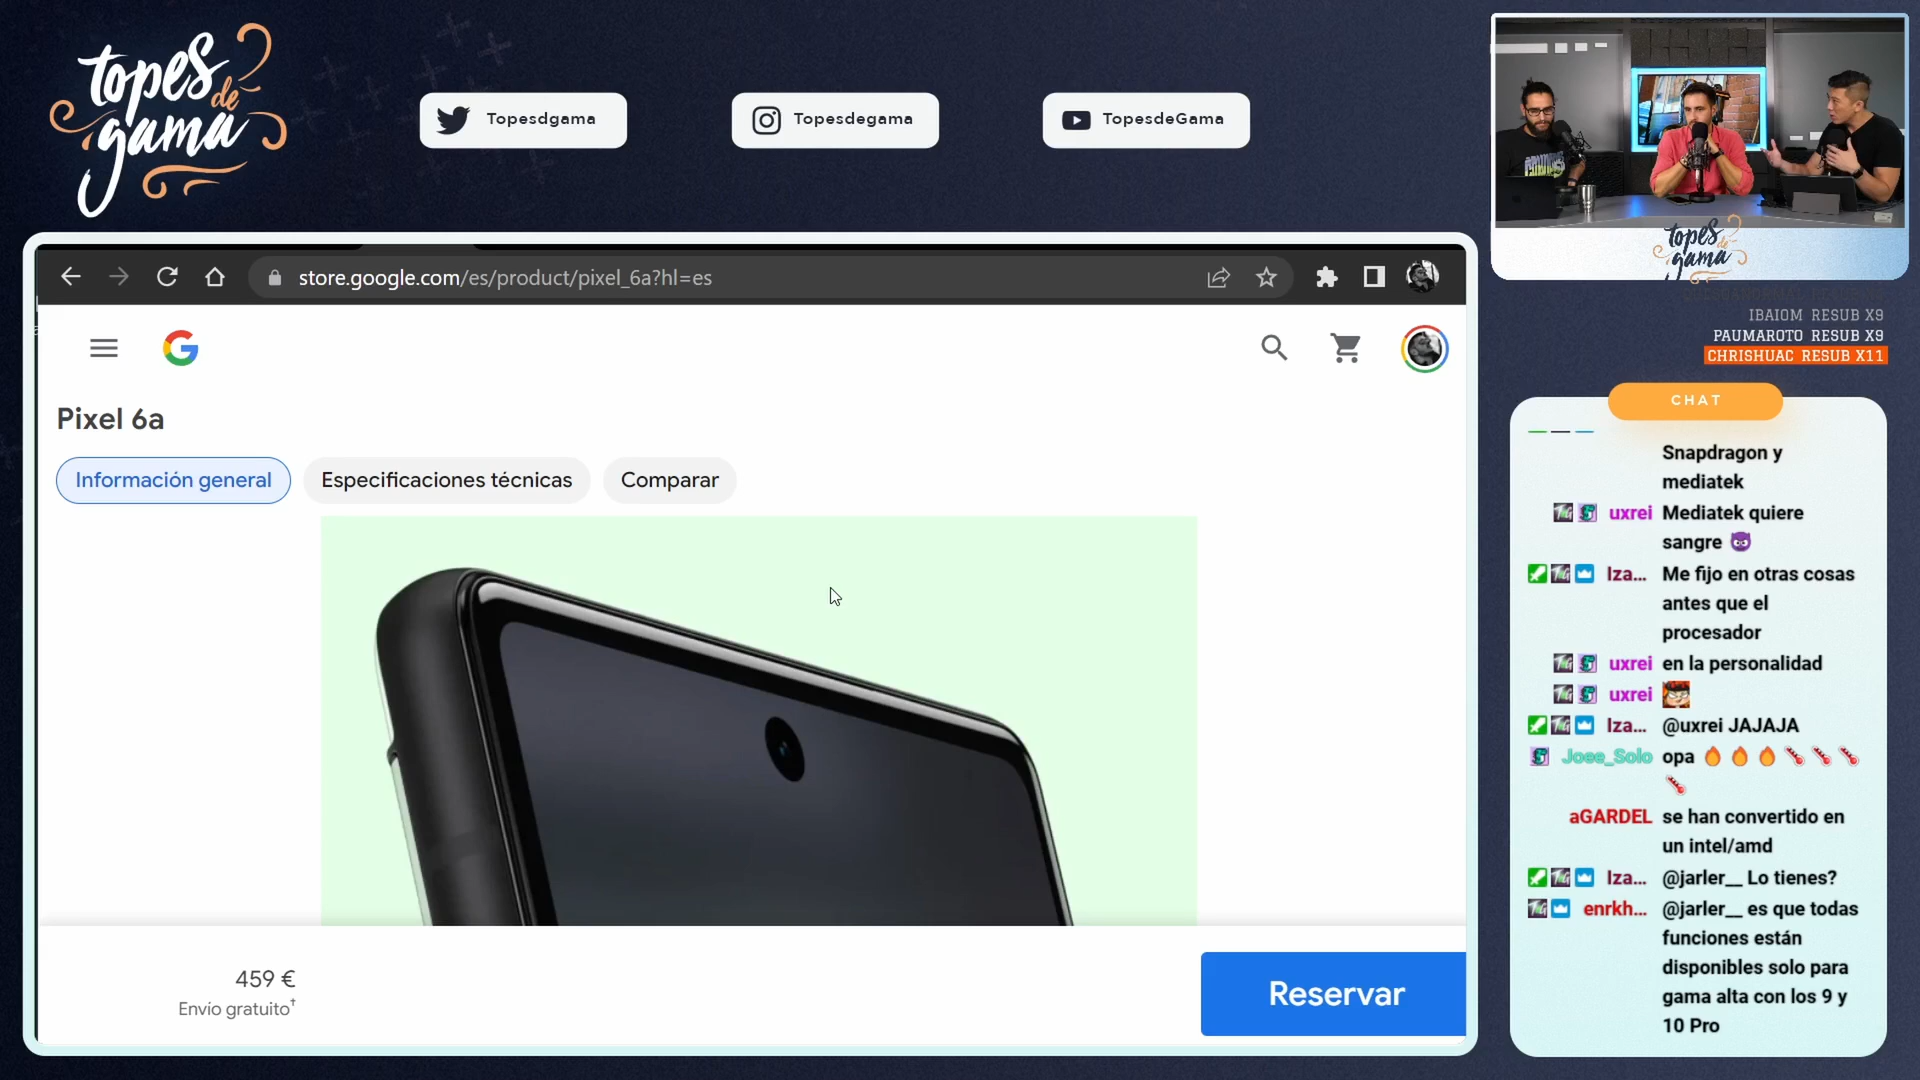 topes
de
gama
Topesdgama
Topesdegama
TopesdeGama
store.google.com/es/product/pixel_6a?hl=es
Pixel 6a
Información general
Especificaciones técnicas
Comparar
459 €
Envío gratuito†
Reservar
topes
de
gama
IBAIOM RESUB X9
PAUMAROTO RESUB X9
CHRISHUAC RESUB X11
CHAT
Snapdragon y
mediatek
uxrei Mediatek quiere
sangre 😈
Iza... Me fijo en otras cosas
antes que el
procesador
uxrei en la personalidad
uxrei
Iza... @uxrei JAJAJA
Joee_Solo opa 🔥 🔥 🔥 🌡️ 🌡️ 🌡️
🌡️
aGARDEL se han convertido en
un intel/amd
Iza... @jarler__ Lo tienes?
enrkh... @jarler__ es que todas
funciones están
disponibles solo para
gama alta con los 9 y
10 Pro